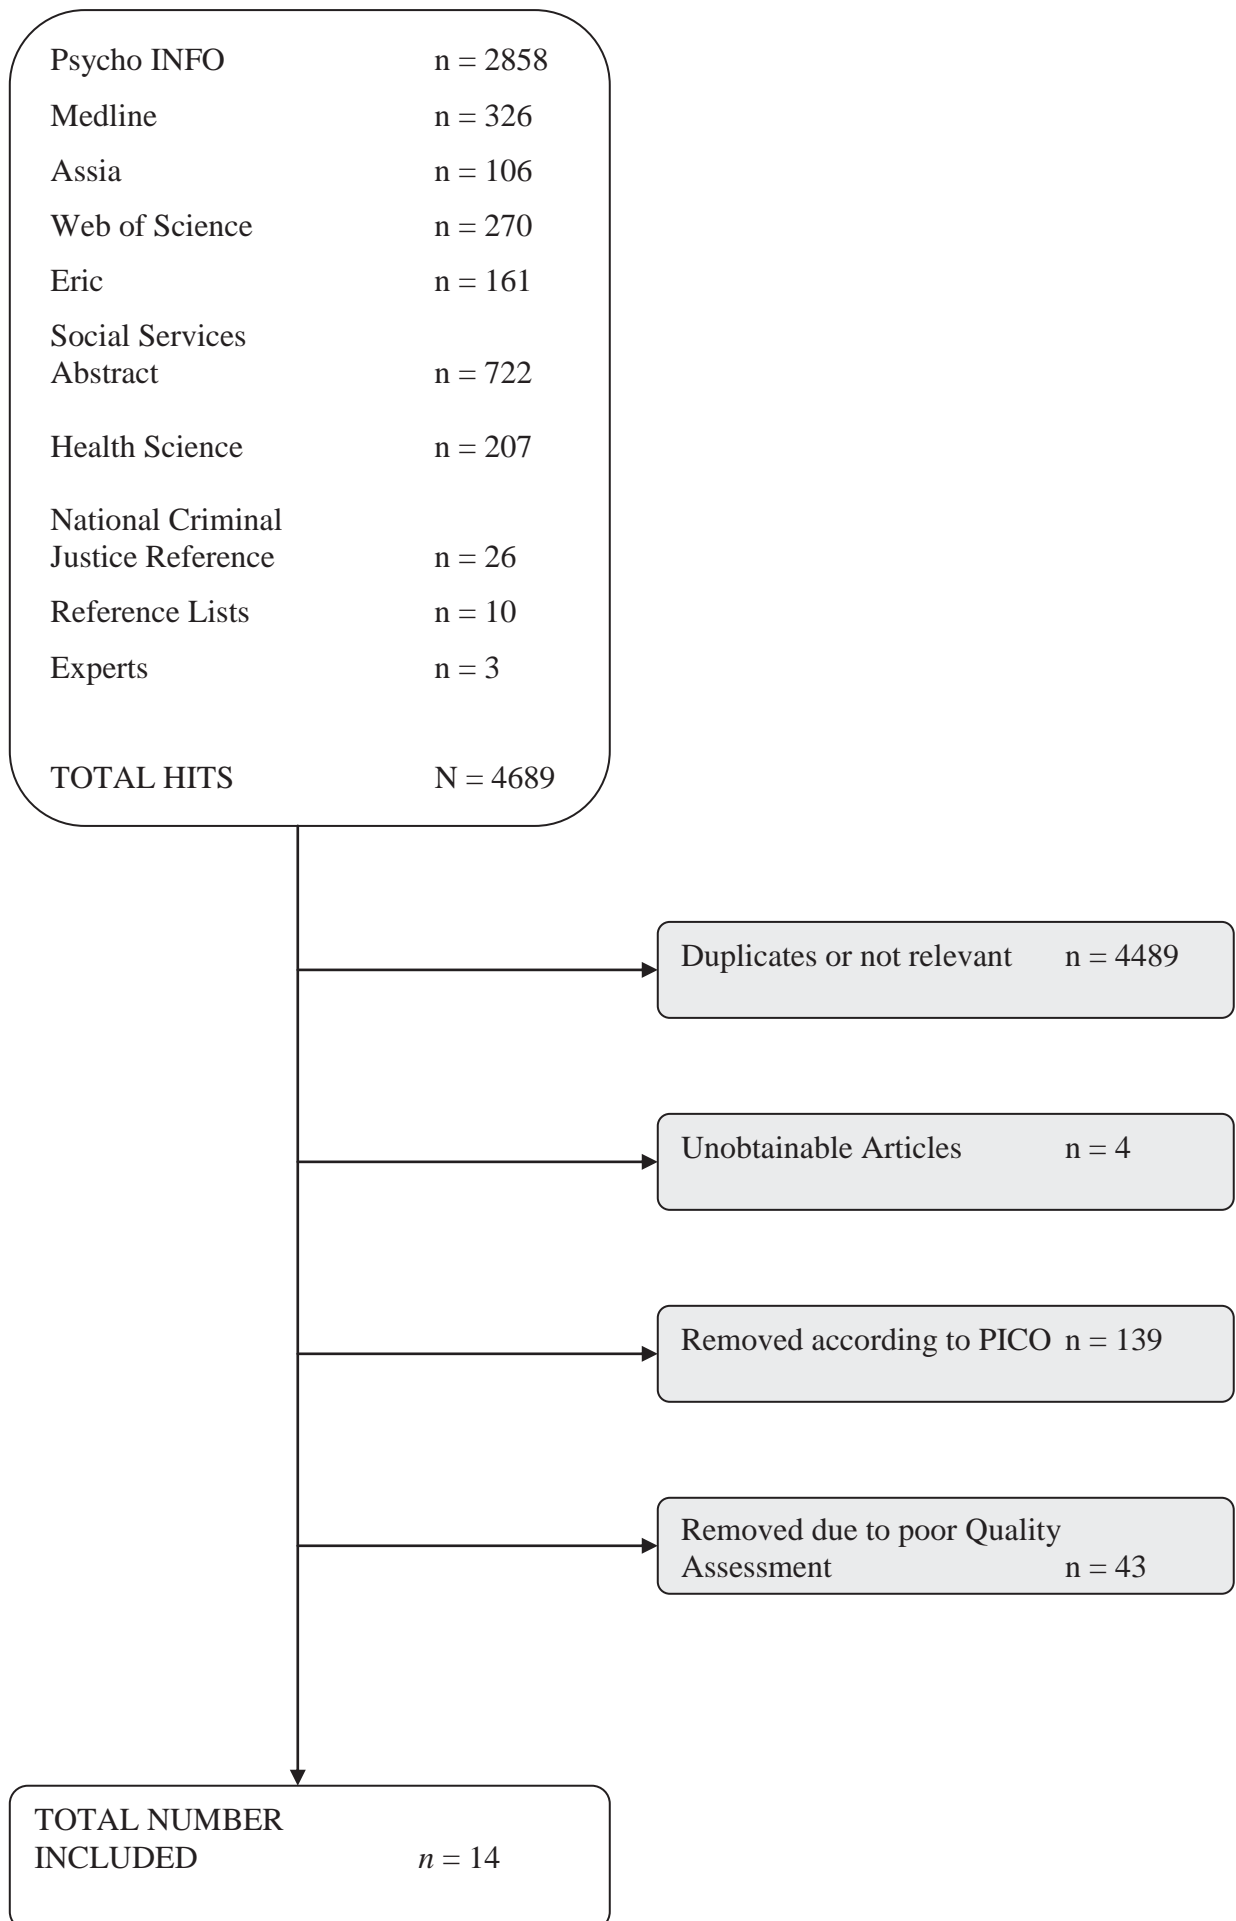 Psycho INFO n = 2858
Medline n = 326
Assia n = 106
Web of Science n = 270
Eric n = 161
Social Services
Abstract n = 722
Health Science n = 207
National Criminal
Justice Reference n = 26
Reference Lists n = 10
Experts n = 3
TOTAL HITS N = 4689
Duplicates or not relevant n = 4489
Unobtainable Articles n = 4
Removed according to PICO n = 139
Removed due to poor Quality
Assessment n = 43
TOTAL NUMBER
INCLUDED n = 14